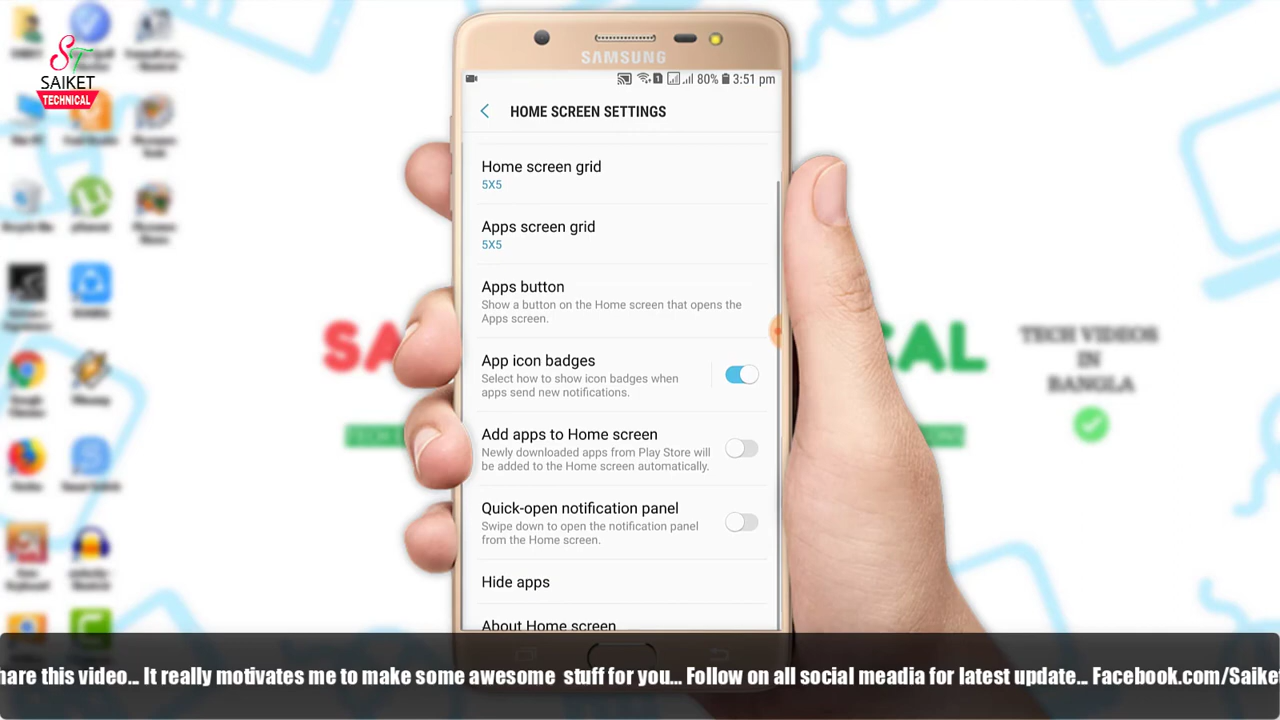 SAIKET
TECHNICAL
SAMSUNG
80% 3:51 pm
HOME SCREEN SETTINGS
Home screen grid
5X5
Apps screen grid
5X5
Apps button
Show a button on the Home screen that opens the
Apps screen.
App icon badges
Select how to show icon badges when
apps send new notifications.
Add apps to Home screen
Newly downloaded apps from Play Store will
be added to the Home screen automatically.
Quick-open notification panel
Swipe down to open the notification panel
from the Home screen.
Hide apps
About Home screen
SA
CAL
TECH VIDEOS
IN
BANGLA
hare this video... It really motivates me to make some awesome stuff for you... Follow on all social meadia for latest update... Facebook.com/Saiket